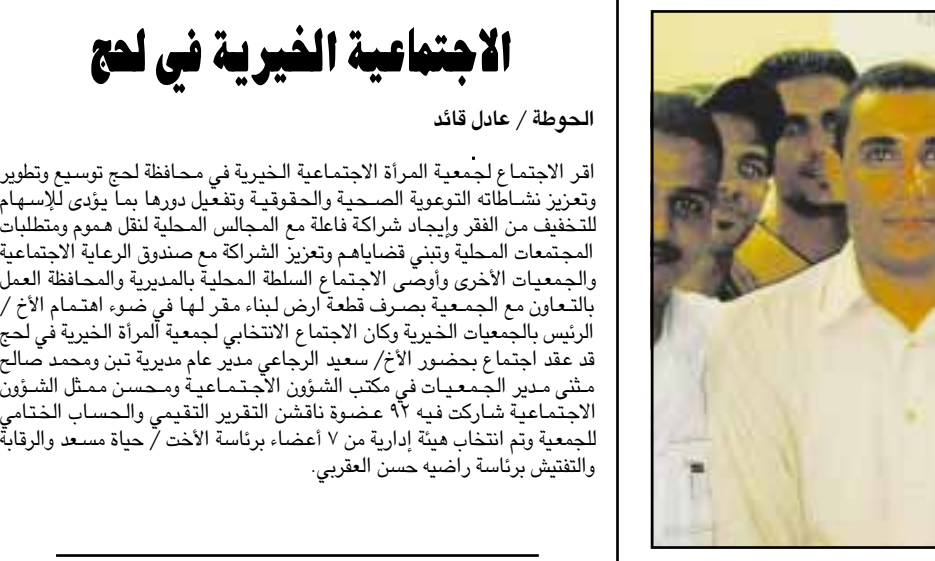 الاجتماعية الخيرية في لحج
الحوطة / عادل قائد
اقر الاجتماع لجمعية المرأة الاجتماعية الخيرية في محافظة لحج توسيع وتطوير
وتعزيز نشاطاته التوعوية الصحية والحقوقية وتفعيل دورها بما يؤدى للإسهام
للتخفيف من الفقر وإيجاد شراكة فاعلة مع المجالس المحلية لنقل هموم ومتطلبات
المجتمعات المحلية وتبني قضاياهم وتعزيز الشراكة مع صندوق الرعاية الاجتماعية
والجمعيات الأخرى وأوصى الاجتماع السلطة المحلية بالمديرية والمحافظة العمل
بالتعاون مع الجمعية بصرف قطعة ارض لبناء مقر لها في ضوء اهتمام الأخ /
الرئيس بالجمعيات الخيرية وكان الاجتماع الانتخابي لجمعية المرأة الخيرية في لحج
قد عقد اجتماع بحضور الأخ/ سعيد الرجاعي مدير عام مديرية تبن ومحمد صالح
مثنى مدير الجمعيات في مكتب الشؤون الاجتماعية ومحسن ممثل الشؤون
الاجتماعية شاركت فيه ٩٢ عضوة ناقشن التقرير التقيمي والحساب الختامي
للجمعية وتم انتخاب هيئة إدارية من ٧ أعضاء برئاسة الأخت / حياة مسعد والرقابة
والتفتيش برئاسة راضيه حسن العقربي.